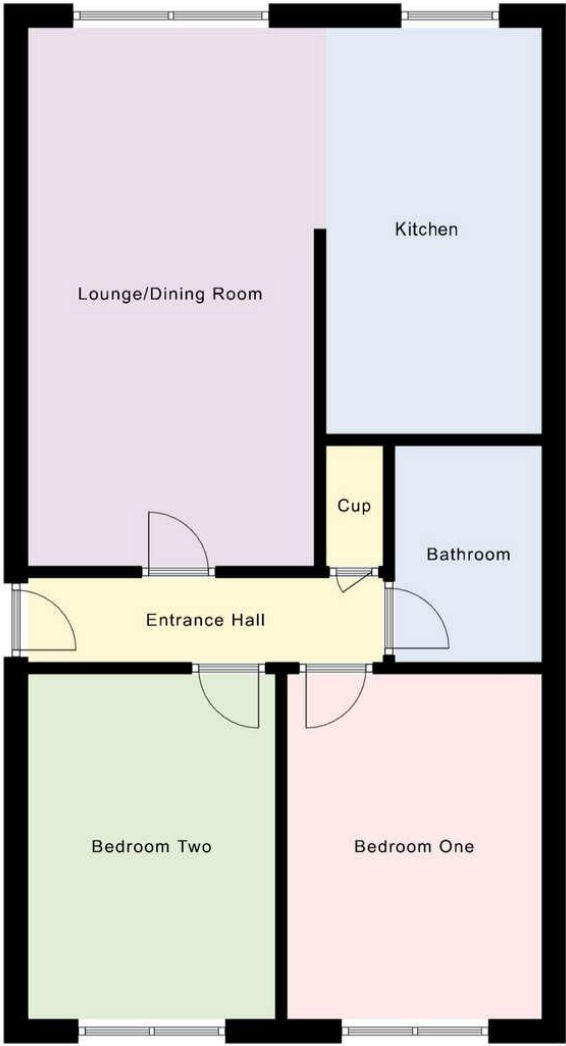 Kitchen
Lounge/Dining Room
Cup
Bathroom
Entrance Hall
Bedroom Two
Bedroom One